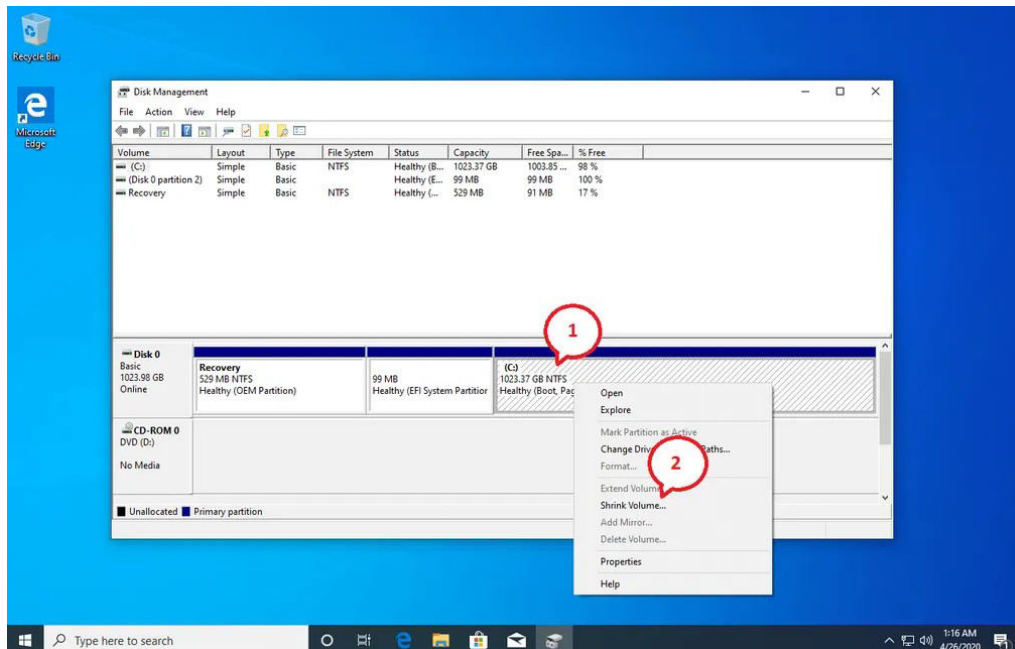 Recycle Bin
Microsoft
Edge
Disk Management
File Action View Help
Volume Layout Type File System Status Capacity Free Spa... % Free
(C:) Simple Basic NTFS Healthy (B... 1023.37 GB 1003.85 ... 98 %
(Disk 0 partition 2) Simple Basic Healthy (E... 99 MB 99 MB 100 %
Recovery Simple Basic NTFS Healthy (... 529 MB 91 MB 17 %
1
Disk 0
Basic
1023.98 GB
Online
Recovery
529 MB NTFS
Healthy (OEM Partition)
99 MB
Healthy (EFI System Partition
(C:)
1023.37 GB NTFS
Healthy (Boot, Pag
CD-ROM 0
DVD (D:)
No Media
Unallocated Primary partition
Open
Explore
Mark Partition as Active
Change Driv Paths...
2
Format...
Extend Volum
Shrink Volume...
Add Mirror...
Delete Volume...
Properties
Help
Type here to search
1:16 AM
4/26/2020
1